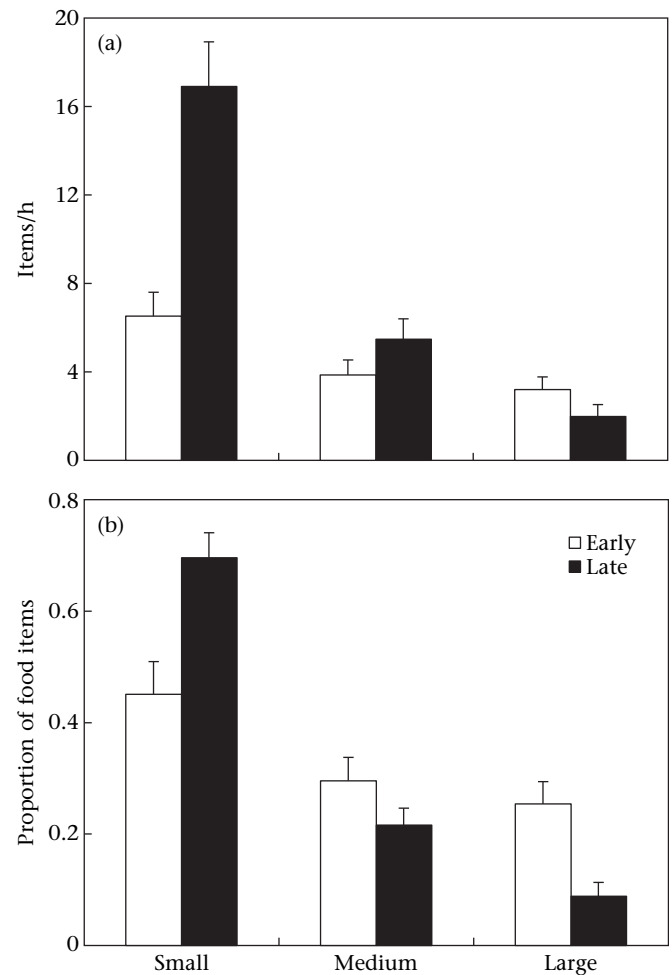 20
(a)
16
12
8
4
0
Items/h
0.8
(b)
Early
Late
0.6
0.4
0.2
0
Proportion of food items
Small Medium Large